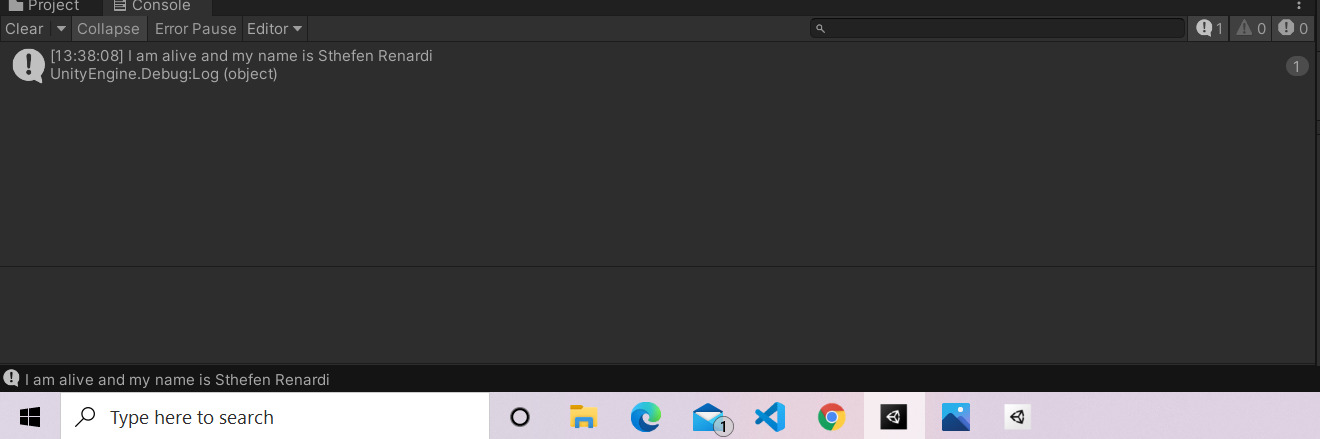 Project Console
Clear Collapse Error Pause Editor 1 0 0
[13:38:08] I am alive and my name is Sthefen Renardi
UnityEngine.Debug:Log (object)
1
I am alive and my name is Sthefen Renardi
Type here to search
1